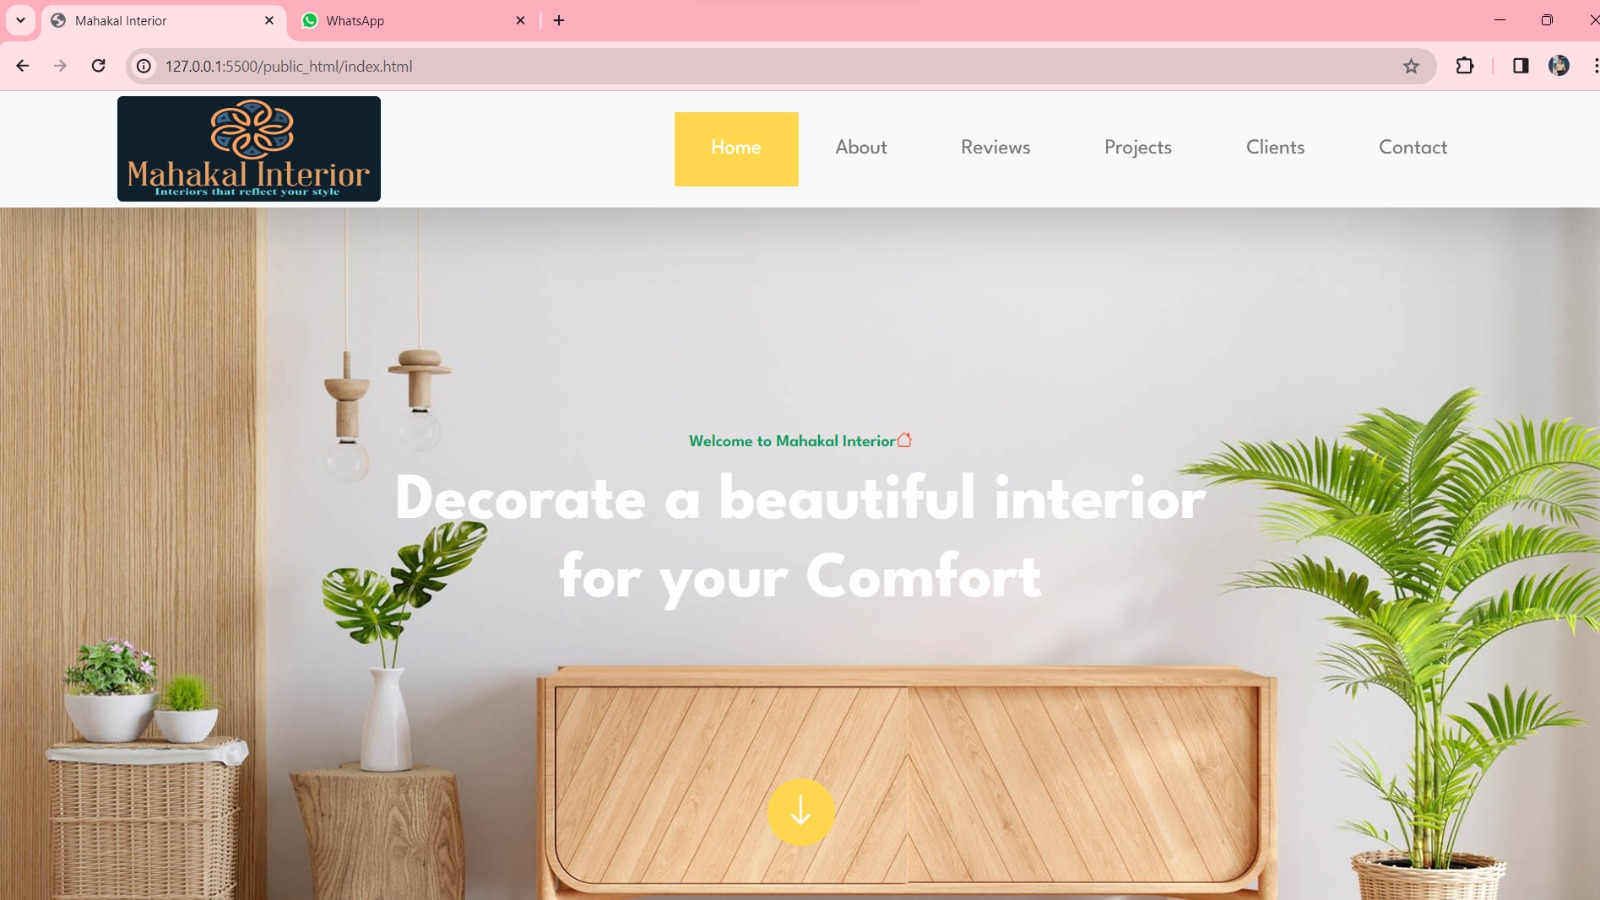 Mahakal Interior
WhatsApp
127.0.0.1:5500/public_html/index.html
Mahakal Interior
Interiors that reflect your style
Home
About
Reviews
Projects
Clients
Contact
Welcome to Mahakal Interior
Decorate a beautiful interior
for your Comfort